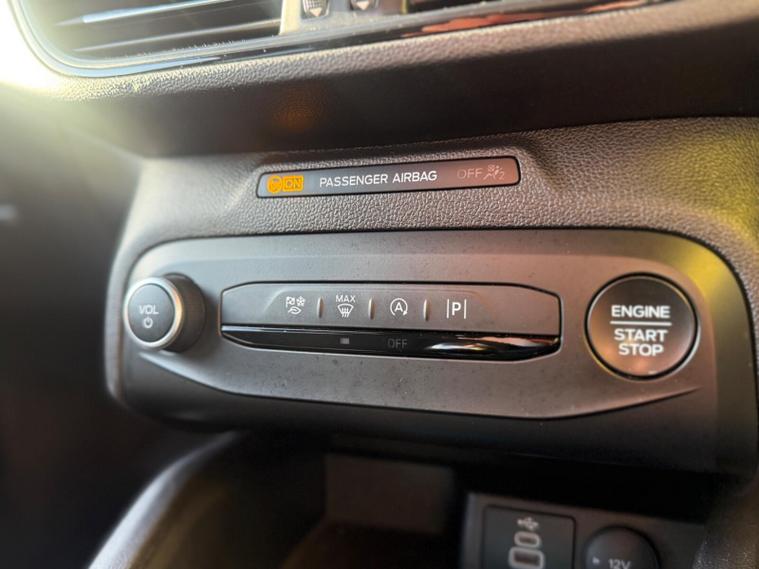 ON PASSENGER AIRBAG OFF
VOL
MAX
A
P
OFF
ENGINE
START
STOP
12V